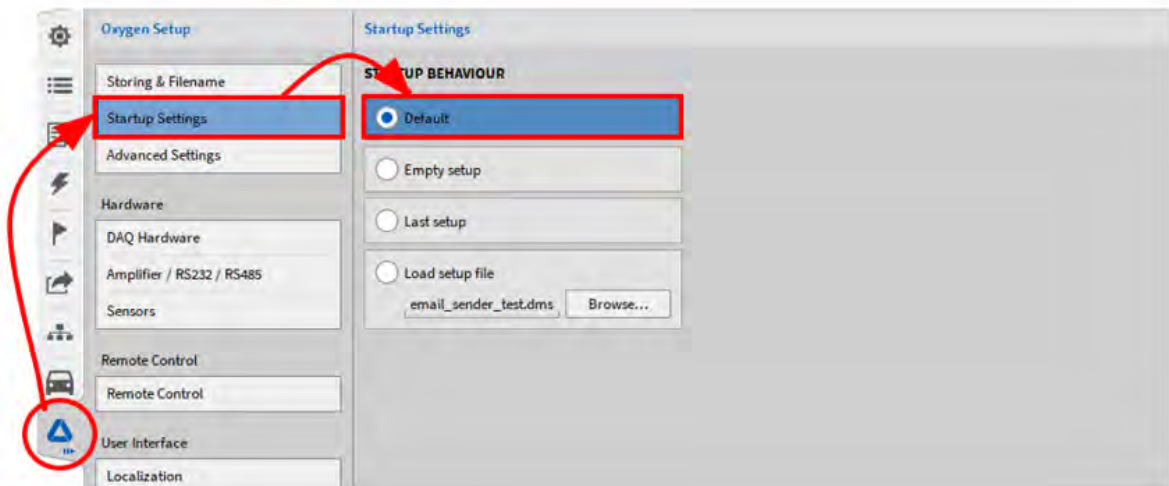 Oxygen Setup
Startup Settings
Storing & Filename
Startup Settings
Advanced Settings
Hardware
DAQ Hardware
Amplifier / RS232 / RS485
Sensors
Remote Control
Remote Control
User Interface
Localization
STARTUP BEHAVIOUR
Default
Empty setup
Last setup
Load setup file
email_sender_test.dms Browse...